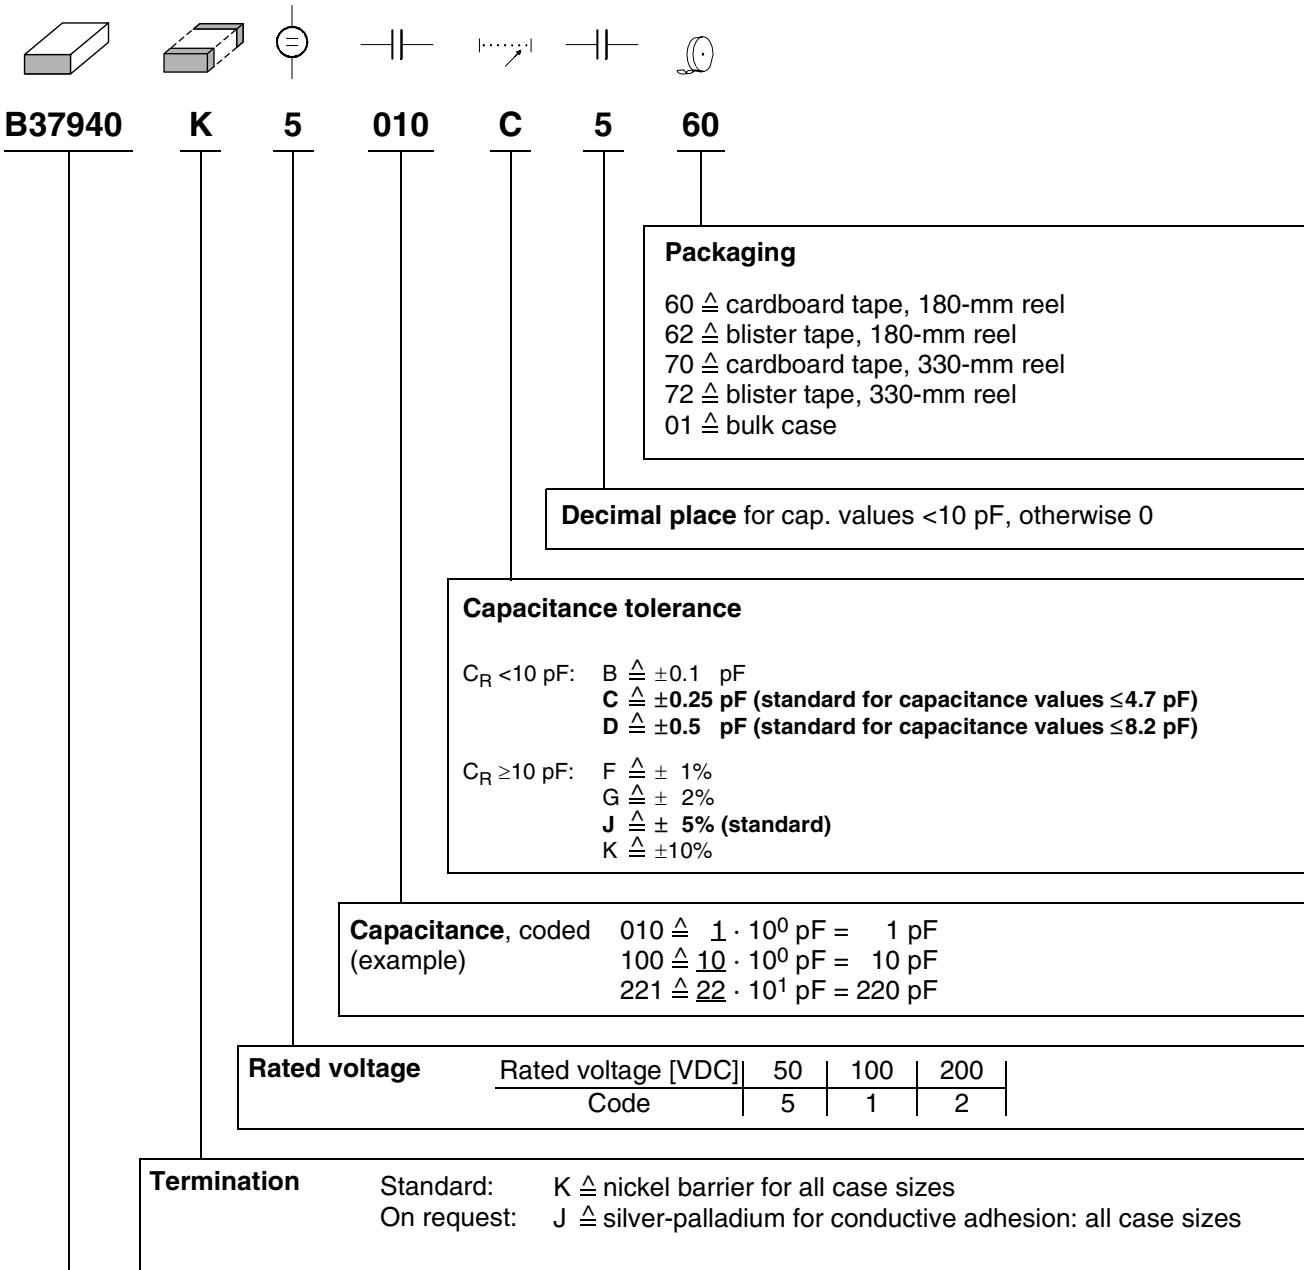 B37940 K 5 010 C 5 60
Packaging
60 ≙ cardboard tape, 180-mm reel
62 ≙ blister tape, 180-mm reel
70 ≙ cardboard tape, 330-mm reel
72 ≙ blister tape, 330-mm reel
01 ≙ bulk case
Decimal place for cap. values <10 pF, otherwise 0
Capacitance tolerance
C_R <10 pF: B ≙ ±0.1 pF
C ≙ ±0.25 pF (standard for capacitance values ≤4.7 pF)
D ≙ ±0.5 pF (standard for capacitance values ≤8.2 pF)
C_R ≥10 pF: F ≙ ± 1%
G ≙ ± 2%
J ≙ ± 5% (standard)
K ≙ ±10%
Capacitance, coded 010 ≙ 1 · 10⁰ pF = 1 pF
(example) 100 ≙ 10 · 10⁰ pF = 10 pF
221 ≙ 22 · 10¹ pF = 220 pF
Rated voltage Rated voltage [VDC] 50 100 200
Code 5 1 2
Termination Standard: K ≙ nickel barrier for all case sizes
On request: J ≙ silver-palladium for conductive adhesion: all case sizes